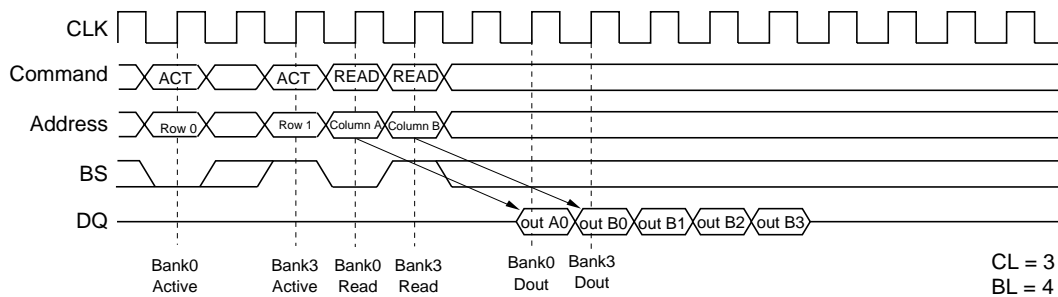 CLK
Command
ACT
ACT
READ
READ
Address
Row 0
Row 1
Column A
Column B
BS
DQ
out A0
out B0
out B1
out B2
out B3
Bank0
Active
Bank3
Active
Bank0
Read
Bank3
Read
Bank0
Dout
Bank3
Dout
CL = 3
BL = 4